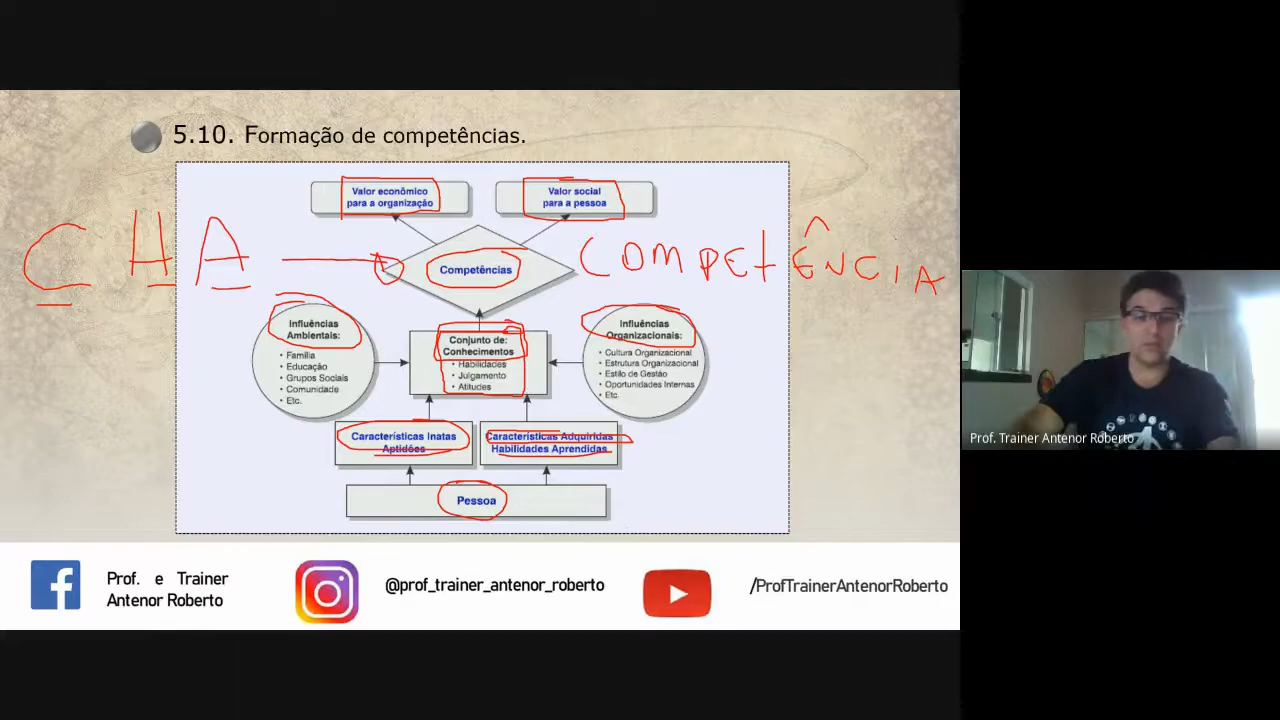 5.10. Formação de competências.
Valor econômico
para a organização
Valor social
para a pessoa
C H A
Competências
COMPETÊNCIA
Influências
Ambientais:
• Família
• Educação
• Grupos Sociais
• Comunidade
• Etc.
Conjunto de:
Conhecimentos
• Habilidades
• Julgamento
• Atitudes
Influências
Organizacionais:
• Cultura Organizacional
• Estrutura Organizacional
• Estilo de Gestão
• Oportunidades Internas
• Etc.
Características Inatas
Aptidões
Características Adquiridas
Habilidades Aprendidas
Pessoa
Prof. Trainer Antenor Roberto
Prof. e Trainer
Antenor Roberto
@prof_trainer_antenor_roberto
/ProfTrainerAntenorRoberto